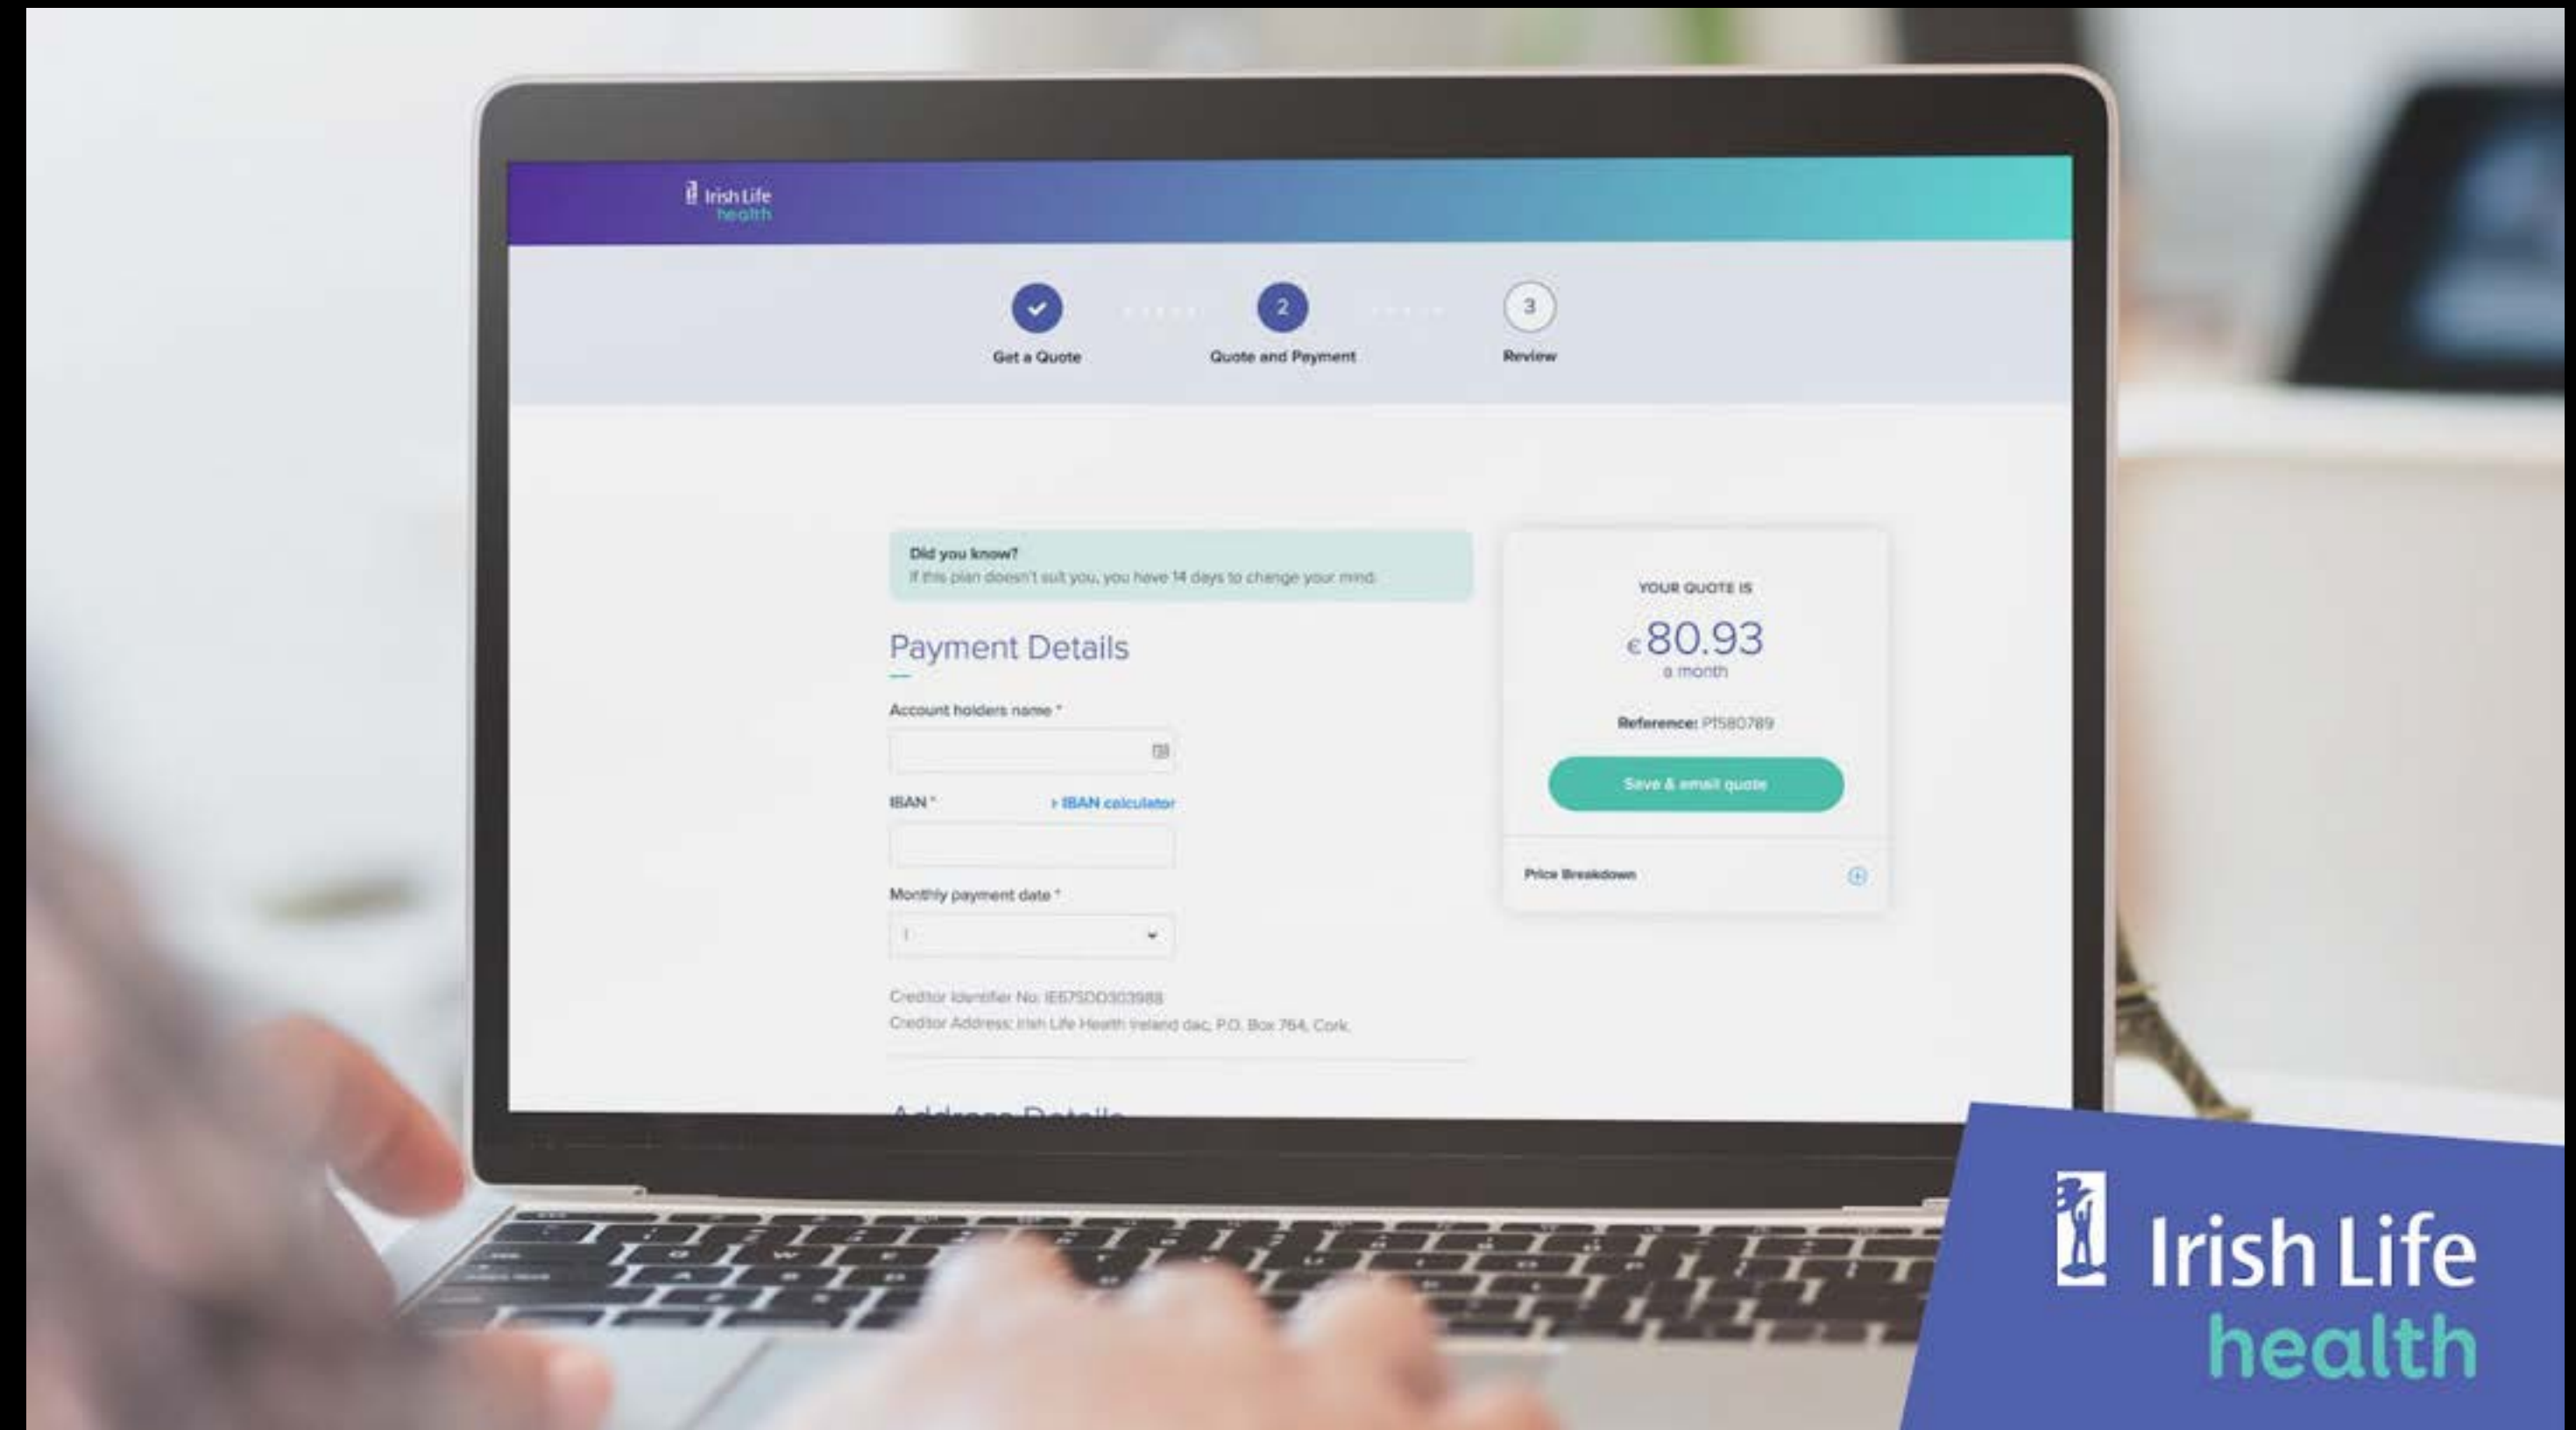 Irish Life
health
2
3
Get a Quote
Quote and Payment
Review
Did you know?
If this plan doesn't suit you, you have 14 days to change your mind.
Payment Details
Account holders name *
IBAN *
IBAN calculator
Monthly payment date *
1
Creditor Identifier No: IE67SDD303988
Creditor Address: Irish Life Health Ireland dac, P.O. Box 764, Cork.
Address Details
YOUR QUOTE IS
€80.93
a month
Reference: P1580789
Save & email quote
Price Breakdown
Irish Life
health